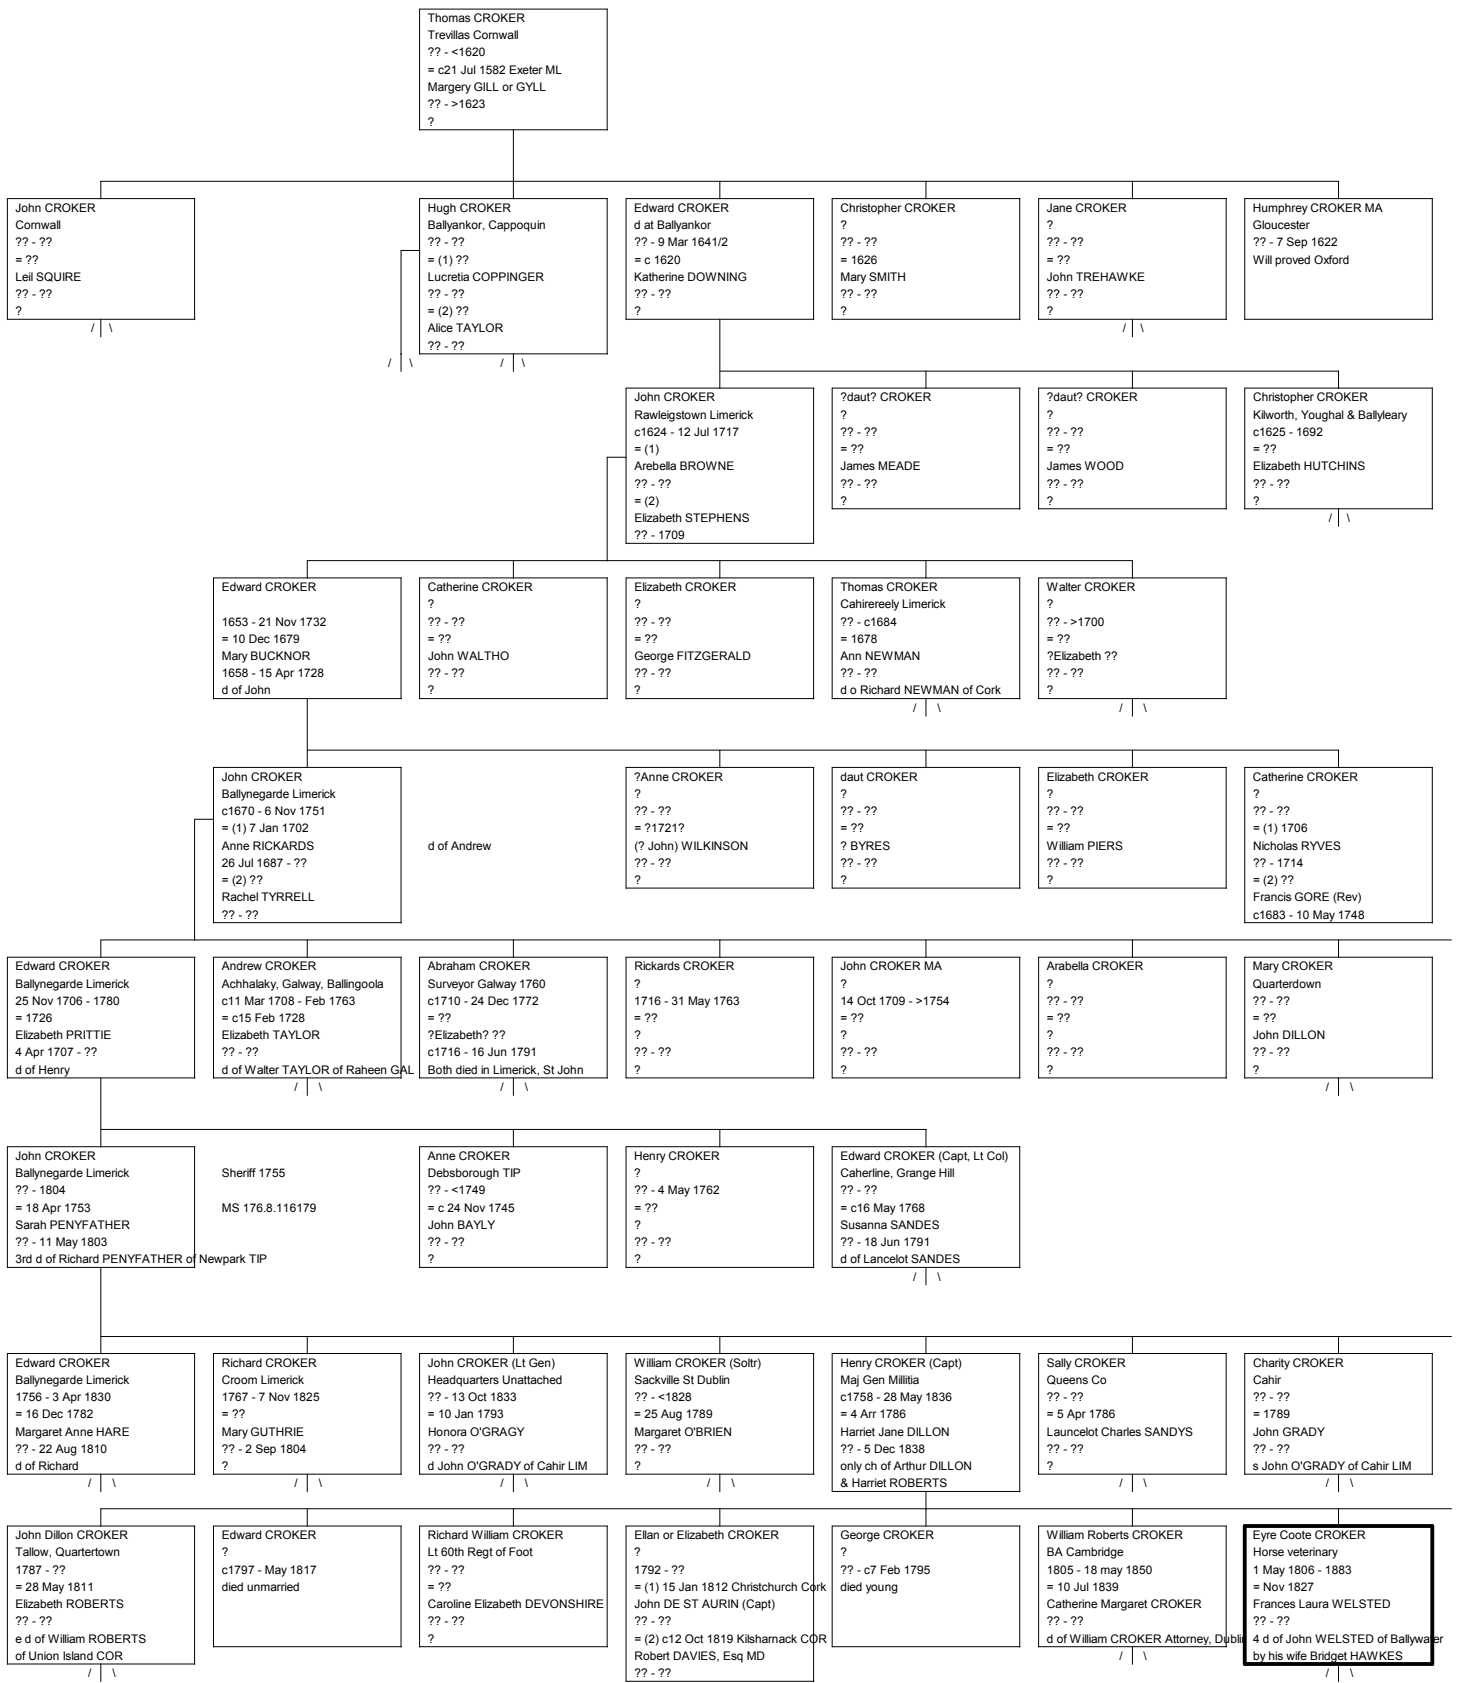 Thomas CROKER
Trevillas Cornwall
?? - <1620
= c21 Jul 1582 Exeter ML
Margery GILL or GYLL
?? - >1623
?
John CROKER
Cornwall
?? - ??
= ??
Leil SQUIRE
?? - ??
?
/ \
Hugh CROKER
Ballyankor, Cappoquin
?? - ??
= (1) ??
Lucretia COPPINGER
?? - ??
= (2) ??
Alice TAYLOR
?? - ??
/ \
/ \
Edward CROKER
d at Ballyankor
?? - 9 Mar 1641/2
= c 1620
Katherine DOWNING
?? - ??
?
Christopher CROKER
?
?? - ??
= 1626
Mary SMITH
?? - ??
?
Jane CROKER
?
?? - ??
= ??
John TREHAWKE
?? - ??
?
/ \
Humphrey CROKER MA
Gloucester
?? - 7 Sep 1622
Will proved Oxford
John CROKER
Rawleigstown Limerick
c1624 - 12 Jul 1717
= (1)
Arebella BROWNE
?? - ??
= (2)
Elizabeth STEPHENS
?? - 1709
?daut? CROKER
?
?? - ??
= ??
James MEADE
?? - ??
?
?daut? CROKER
?
?? - ??
= ??
James WOOD
?? - ??
?
Christopher CROKER
Kilworth, Youghal & Ballyleary
c1625 - 1692
= ??
Elizabeth HUTCHINS
?? - ??
?
/ \
Edward CROKER
1653 - 21 Nov 1732
= 10 Dec 1679
Mary BUCKNOR
1658 - 15 Apr 1728
d of John
Catherine CROKER
?
?? - ??
= ??
John WALTHO
?? - ??
?
Elizabeth CROKER
?
?? - ??
= ??
George FITZGERALD
?? - ??
?
Thomas CROKER
Cahirereely Limerick
?? - c1684
= 1678
Ann NEWMAN
?? - ??
d o Richard NEWMAN of Cork
/ \
Walter CROKER
?
?? - >1700
= ??
?Elizabeth ??
?? - ??
?
/ \
John CROKER
Ballynegarde Limerick
c1670 - 6 Nov 1751
= (1) 7 Jan 1702
Anne RICKARDS
26 Jul 1687 - ??
= (2) ??
Rachel TYRRELL
?? - ??
d of Andrew
?Anne CROKER
?
?? - ??
= ?1721?
(? John) WILKINSON
?? - ??
?
daut CROKER
?
?? - ??
= ??
? BYRES
?? - ??
?
Elizabeth CROKER
?
?? - ??
= ??
William PIERS
?? - ??
?
Catherine CROKER
?
?? - ??
= (1) 1706
Nicholas RYVES
?? - 1714
= (2) ??
Francis GORE (Rev)
c1683 - 10 May 1748
Edward CROKER
Ballynegarde Limerick
25 Nov 1706 - 1780
= 1726
Elizabeth PRITTIE
4 Apr 1707 - ??
d of Henry
Andrew CROKER
Achhalaky, Galway, Ballingoola
c11 Mar 1708 - Feb 1763
= c15 Feb 1728
Elizabeth TAYLOR
?? - ??
d of Walter TAYLOR of Raheen GAL
/ \
Abraham CROKER
Surveyor Galway 1760
c1710 - 24 Dec 1772
= ??
?Elizabeth? ??
c1716 - 16 Jun 1791
Both died in Limerick, St John
/ \
Rickards CROKER
?
1716 - 31 May 1763
= ??
?
?? - ??
?
John CROKER MA
?
14 Oct 1709 - >1754
= ??
?
?? - ??
?
Arabella CROKER
?
?? - ??
= ??
?
?? - ??
?
Mary CROKER
Quarterdown
?? - ??
= ??
John DILLON
?? - ??
?
/ \
John CROKER
Ballynegarde Limerick
?? - 1804
= 18 Apr 1753
Sarah PENYFATHER
?? - 11 May 1803
3rd d of Richard PENYFATHER of Newpark TIP
Sheriff 1755
MS 176.8.116179
Anne CROKER
Debsborough TIP
?? - <1749
= c 24 Nov 1745
John BAYLY
?? - ??
?
Henry CROKER
?
?? - 4 May 1762
= ??
?
?? - ??
?
Edward CROKER (Capt, Lt Col)
Caherline, Grange Hill
?? - ??
= c16 May 1768
Susanna SANDES
?? - 18 Jun 1791
d of Lancelot SANDES
/ \
Edward CROKER
Ballynegarde Limerick
1756 - 3 Apr 1830
= 16 Dec 1782
Margaret Anne HARE
?? - 22 Aug 1810
d of Richard
/ \
Richard CROKER
Croom Limerick
1767 - 7 Nov 1825
= ??
Mary GUTHRIE
?? - 2 Sep 1804
?
/ \
John CROKER (Lt Gen)
Headquarters Unattached
?? - 13 Oct 1833
= 10 Jan 1793
Honora O'GRAGY
?? - ??
d John O'GRADY of Cahir LIM
/ \
William CROKER (Soltr)
Sackville St Dublin
?? - <1828
= 25 Aug 1789
Margaret O'BRIEN
?? - ??
?
/ \
Henry CROKER (Capt)
Maj Gen Millitia
c1758 - 28 May 1836
= 4 Arr 1786
Harriet Jane DILLON
?? - 5 Dec 1838
only ch of Arthur DILLON
& Harriet ROBERTS
Sally CROKER
Queens Co
?? - ??
= 5 Apr 1786
Launcelot Charles SANDYS
?? - ??
?
/ \
Charity CROKER
Cahir
?? - ??
= 1789
John GRADY
?? - ??
s John O'GRADY of Cahir LIM
/ \
John Dillon CROKER
Tallow, Quartertown
1787 - ??
= 28 May 1811
Elizabeth ROBERTS
?? - ??
e d of William ROBERTS
of Union Island COR
/ \
Edward CROKER
?
c1797 - May 1817
died unmarried
Richard William CROKER
Lt 60th Regt of Foot
?? - ??
= ??
Caroline Elizabeth DEVONSHIRE
?? - ??
?
Ellan or Elizabeth CROKER
?
1792 - ??
= (1) 15 Jan 1812 Christchurch Cork
John DE ST AURIN (Capt)
?? - ??
= (2) c12 Oct 1819 Kilsharnack COR
Robert DAVIES, Esq MD
?? - ??
George CROKER
?
?? - c7 Feb 1795
died young
William Roberts CROKER
BA Cambridge
1805 - 18 may 1850
= 10 Jul 1839
Catherine Margaret CROKER
?? - ??
d of William CROKER Attorney, Dublin
/ \
Eyre Coote CROKER
Horse veterinary
1 May 1806 - 1883
= Nov 1827
Frances Laura WELSTED
?? - ??
4 d of John WELSTED of Ballywater
by his wife Bridget HAWKES
/ \